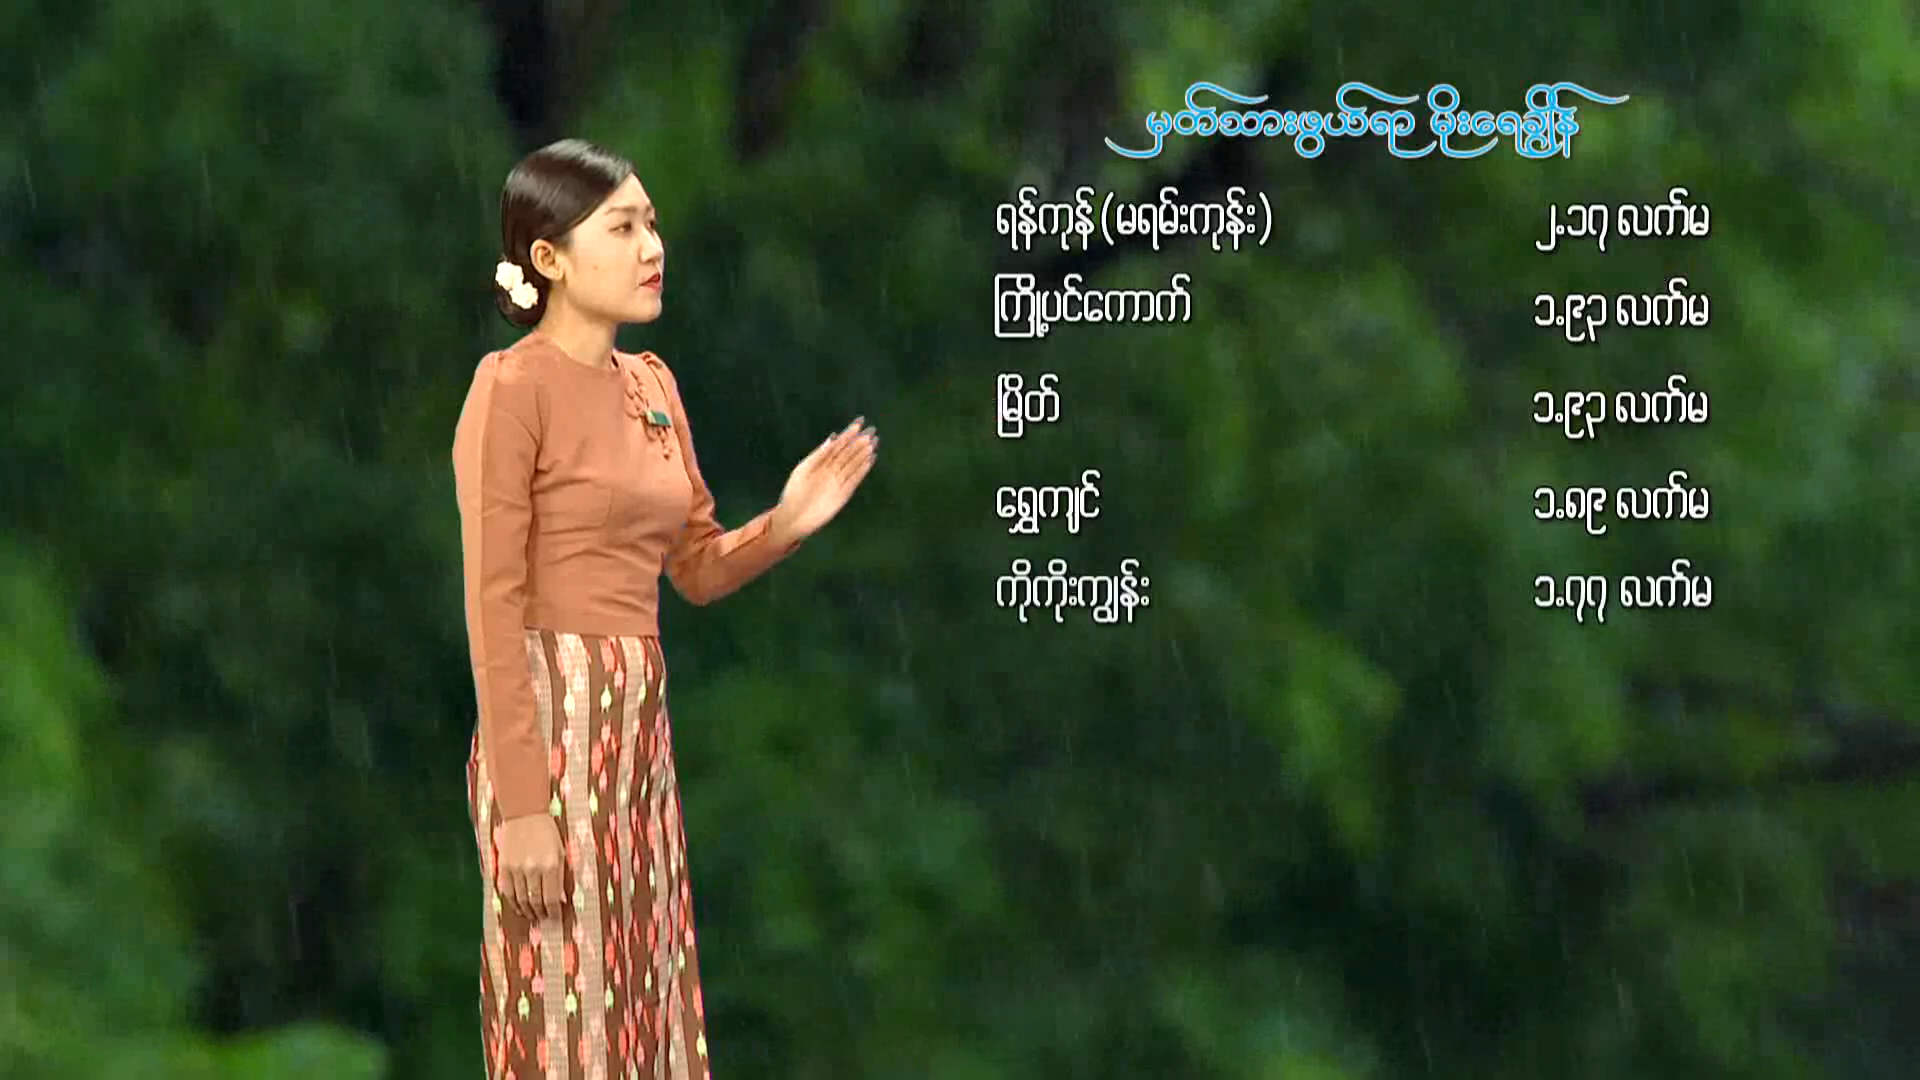 မှတ်သားဖွယ်ရာ မိုးရေချိန်
ရန်ကုန်(မရမ်းကုန်း) ၂.၁၇ လက်မ
ကြို့ပင်ကောက် ၁.၉၃ လက်မ
မြိတ် ၁.၉၃ လက်မ
ရွှေကျင် ၁.၈၉ လက်မ
ကိုကိုးကျွန်း ၁.၇၇ လက်မ